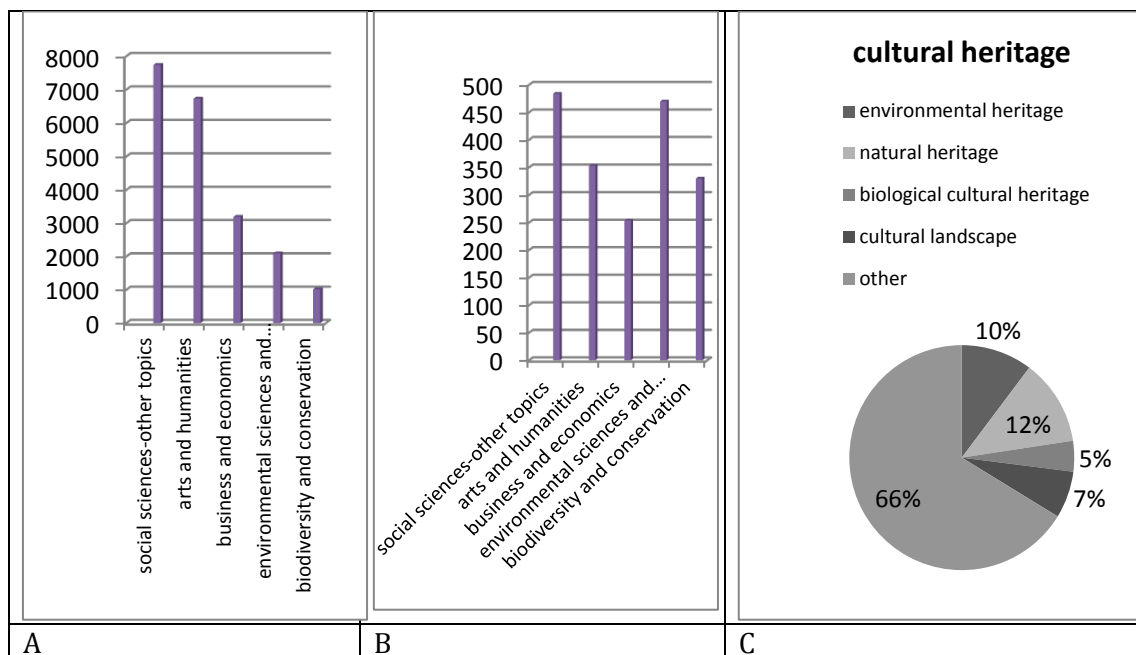 8000
7000
6000
5000
4000
3000
2000
1000
0
social sciences-other topics
arts and humanities
business and economics
environmental sciences and...
biodiversity and conservation
500
450
400
350
300
250
200
150
100
50
0
social sciences-other topics
arts and humanities
business and economics
environmental sciences and...
biodiversity and conservation
cultural heritage
environmental heritage
natural heritage
biological cultural heritage
cultural landscape
other
10%
12%
5%
7%
66%
A
B
C